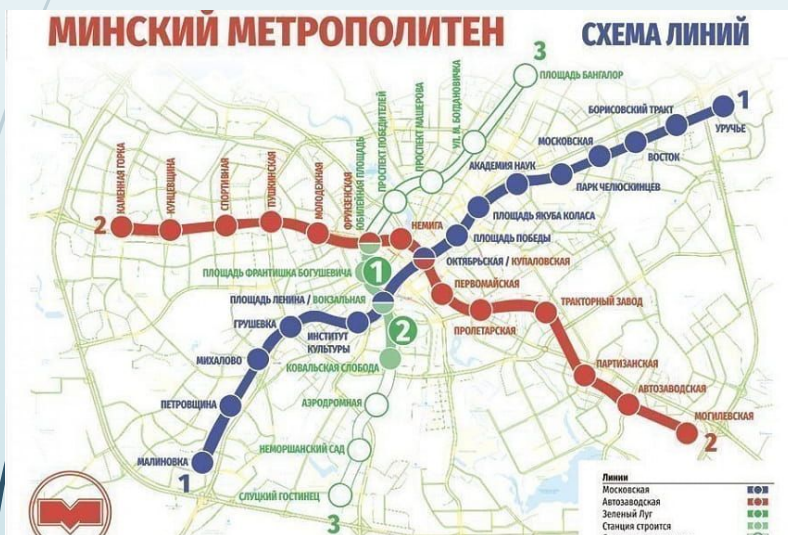 МИНСКИЙ МЕТРОПОЛИТЕН
СХЕМА ЛИНИЙ
3
ПЛОЩАДЬ БАНГАЛОР
УЛ. М. БОГДАНОВИЧА
ПРОСПЕКТ МАШЕРОВА
ПРОСПЕКТ ПОБЕДИТЕЛЕЙ
ЮБИЛЕЙНАЯ ПЛОЩАДЬ
ФРУНЗЕНСКАЯ
БОРИСОВСКИЙ ТРАКТ
1
УРУЧЬЕ
МОСКОВСКАЯ
ВОСТОК
АКАДЕМИЯ НАУК
ПАРК ЧЕЛЮСКИНЦЕВ
ПЛОЩАДЬ ЯКУБА КОЛАСА
ПЛОЩАДЬ ПОБЕДЫ
КАМЕННАЯ ГОРКА
КУНЦЕВЩИНА
СПОРТИВНАЯ
ПУШКИНСКАЯ
МОЛОДЕЖНАЯ
2
НЕМИГА
ОКТЯБРЬСКАЯ / КУПАЛОВСКАЯ
ПЛОЩАДЬ ФРАНТИШКА БОГУШЕВИЧА
1
ПЕРВОМАЙСКАЯ
ПЛОЩАДЬ ЛЕНИНА / ВОКЗАЛЬНАЯ
ТРАКТОРНЫЙ ЗАВОД
ГРУШЕВКА
ИНСТИТУТ
КУЛЬТУРЫ
2
ПРОЛЕТАРСКАЯ
МИХАЛОВО
КОВАЛЬСКАЯ СЛОБОДА
ПАРТИЗАНСКАЯ
АВТОЗАВОДСКАЯ
ПЕТРОВЩИНА
АЭРОДРОМНАЯ
МОГИЛЕВСКАЯ
2
НЕМОРШАНСКИЙ САД
МАЛИНОВКА
1
СЛУЦКИЙ ГОСТИНЕЦ
3
Линии
Московская
Автозаводская
Зеленый Луг
Станция строится